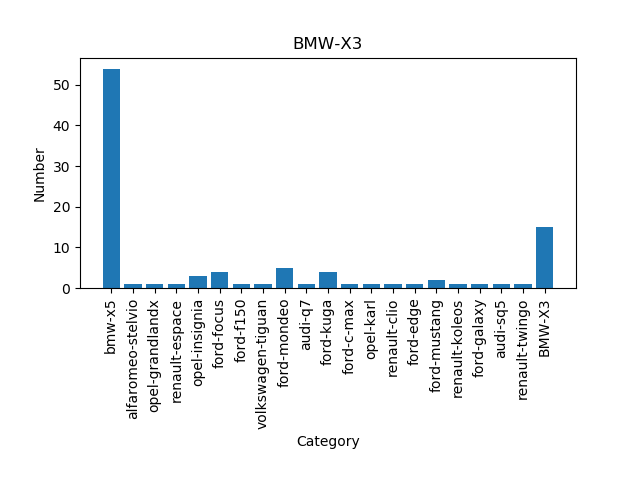 BMW-X3
Number
50
40
30
20
10
0
bmw-x5
alfaromeo-stelvio
opel-grandlandx
renault-espace
opel-insignia
ford-focus
ford-f150
volkswagen-tiguan
ford-mondeo
audi-q7
ford-kuga
ford-c-max
opel-karl
renault-clio
ford-edge
ford-mustang
renault-koleos
ford-galaxy
audi-sq5
renault-twingo
BMW-X3
Category